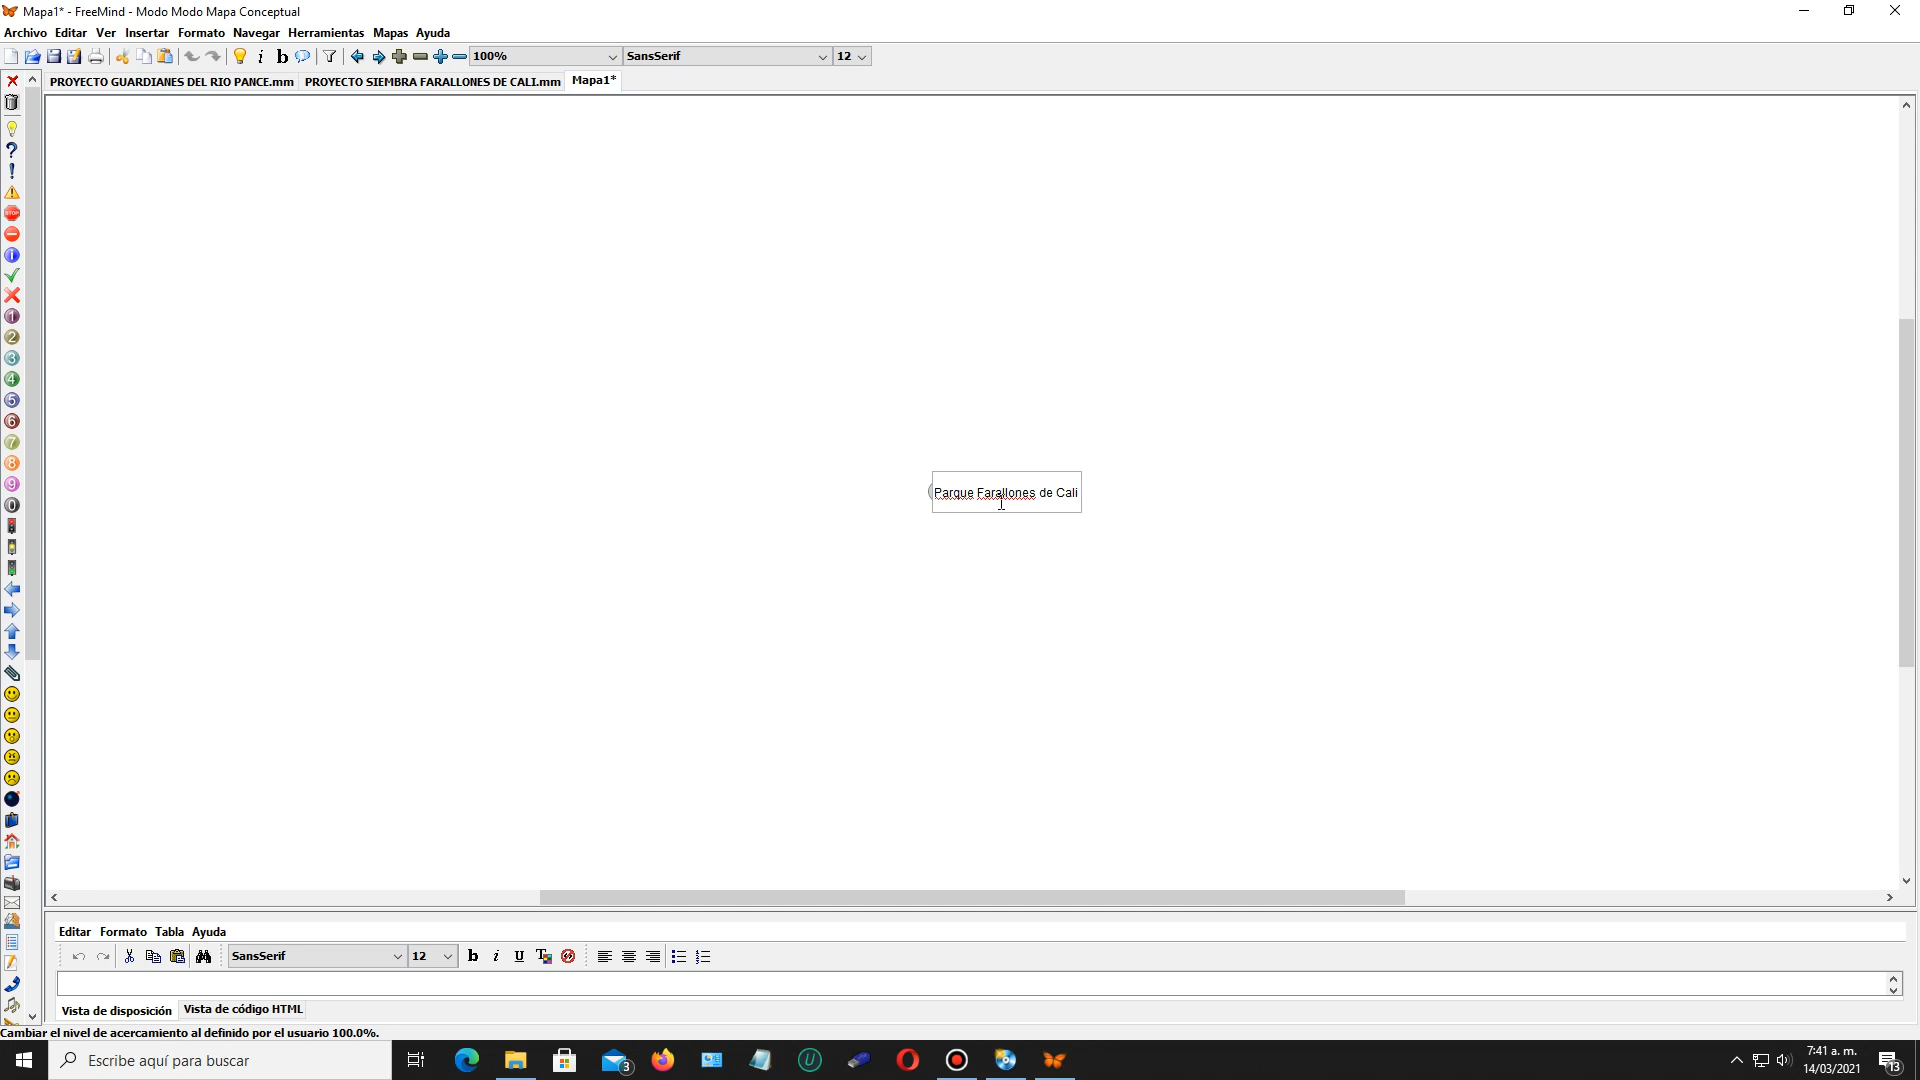 Mapa1* - FreeMind - Modo Modo Mapa Conceptual
Archivo Editar Ver Insertar Formato Navegar Herramientas Mapas Ayuda
100% SansSerif 12
PROYECTO GUARDIANES DEL RIO PANCE.mm PROYECTO SIEMBRA FARALLONES DE CALI.mm Mapa1*
Parque Farallones de Cali
Editar Formato Tabla Ayuda
SansSerif 12
Vista de disposición Vista de código HTML
Cambiar el nivel de acercamiento al definido por el usuario 100.0%.
Escribe aquí para buscar
3
7:41 a. m.
14/03/2021
13